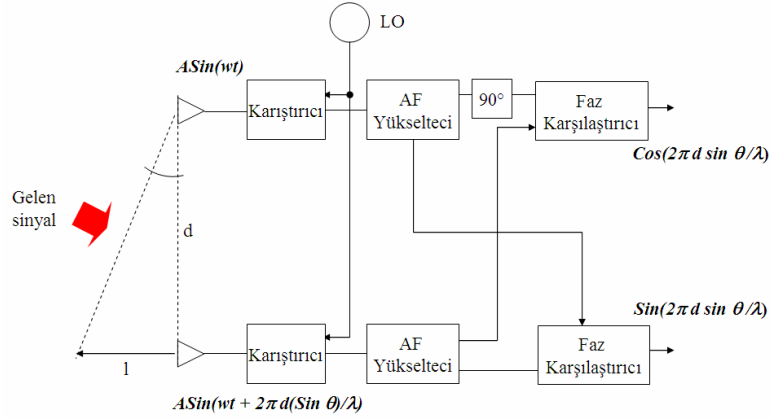 LO
ASin(wt)
Karıştırıcı
AF
Yükselteci
90°
Faz
Karşılaştırıcı
Cos(2π d sin θ /λ)
Gelen
sinyal
d
l
Karıştırıcı
AF
Yükselteci
Sin(2π d sin θ /λ)
Faz
Karşılaştırıcı
ASin(wt + 2π d(Sin θ)/λ)